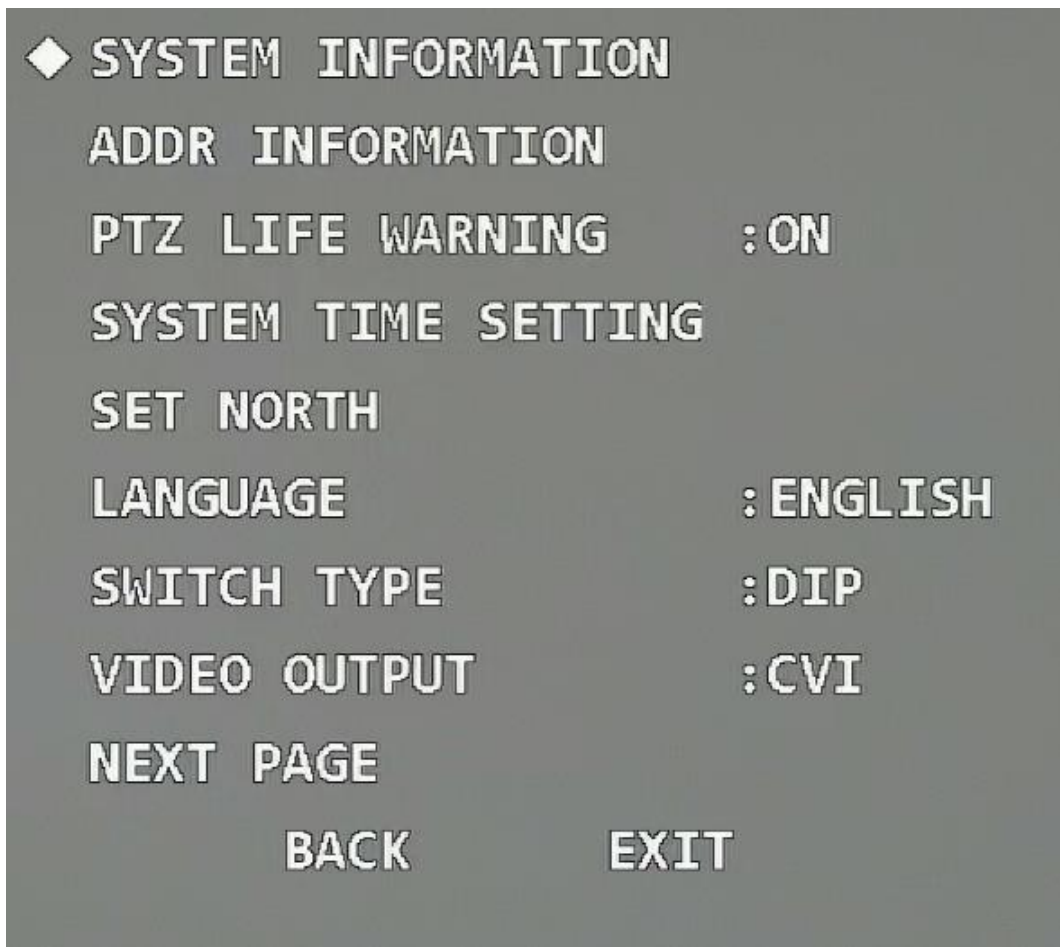 SYSTEM INFORMATION
ADDR INFORMATION
PTZ LIFE WARNING :ON
SYSTEM TIME SETTING
SET NORTH
LANGUAGE :ENGLISH
SWITCH TYPE :DIP
VIDEO OUTPUT :CVI
NEXT PAGE
BACK EXIT